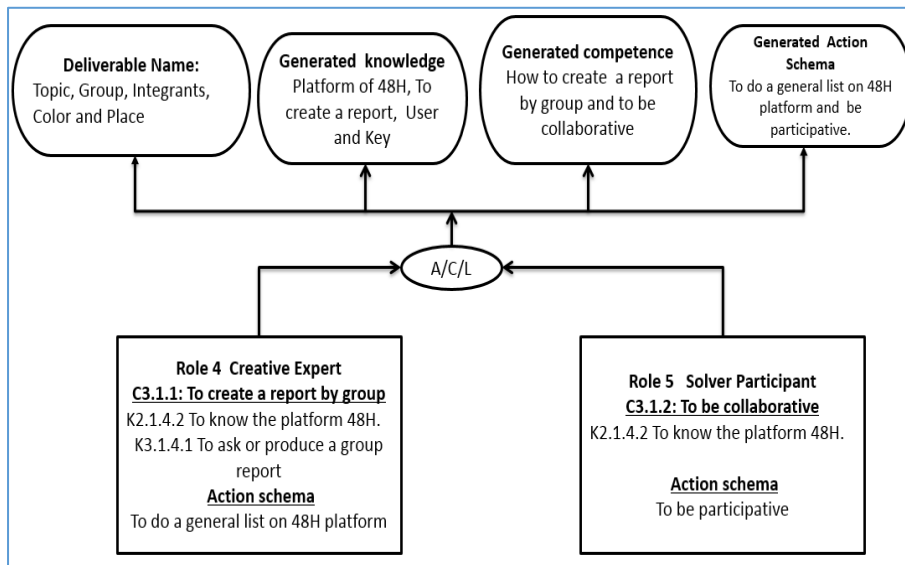 Deliverable Name:
Topic, Group, Integrants,
Color and Place
Generated knowledge
Platform of 48H, To
create a report, User
and Key
Generated competence
How to create a report
by group and to be
collaborative
Generated Action
Schema
To do a general list on 48H
platform and be
participative.
A/C/L
Role 4 Creative Expert
C3.1.1: To create a report by group
K2.1.4.2 To know the platform 48H.
K3.1.4.1 To ask or produce a group
report
Action schema
To do a general list on 48H platform
Role 5 Solver Participant
C3.1.2: To be collaborative
K2.1.4.2 To know the platform 48H.
Action schema
To be participative